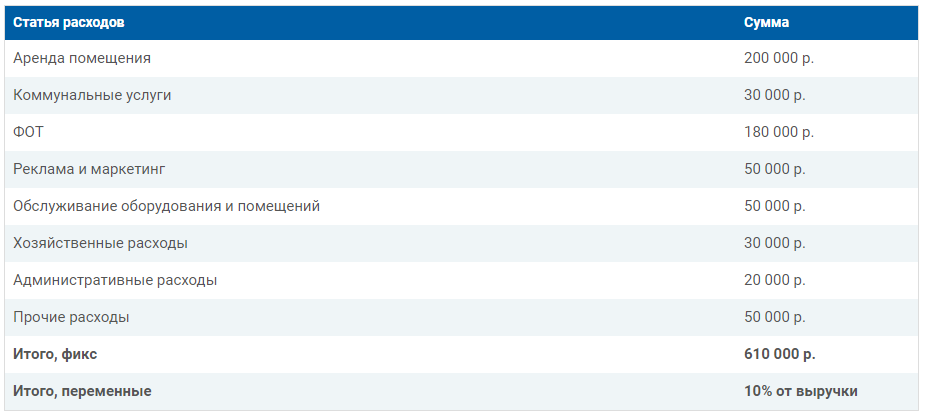 Статья расходов Сумма
Аренда помещения 200 000 р.
Коммунальные услуги 30 000 р.
ФОТ 180 000 р.
Реклама и маркетинг 50 000 р.
Обслуживание оборудования и помещений 50 000 р.
Хозяйственные расходы 30 000 р.
Административные расходы 20 000 р.
Прочие расходы 50 000 р.
Итого, фикс 610 000 р.
Итого, переменные 10% от выручки